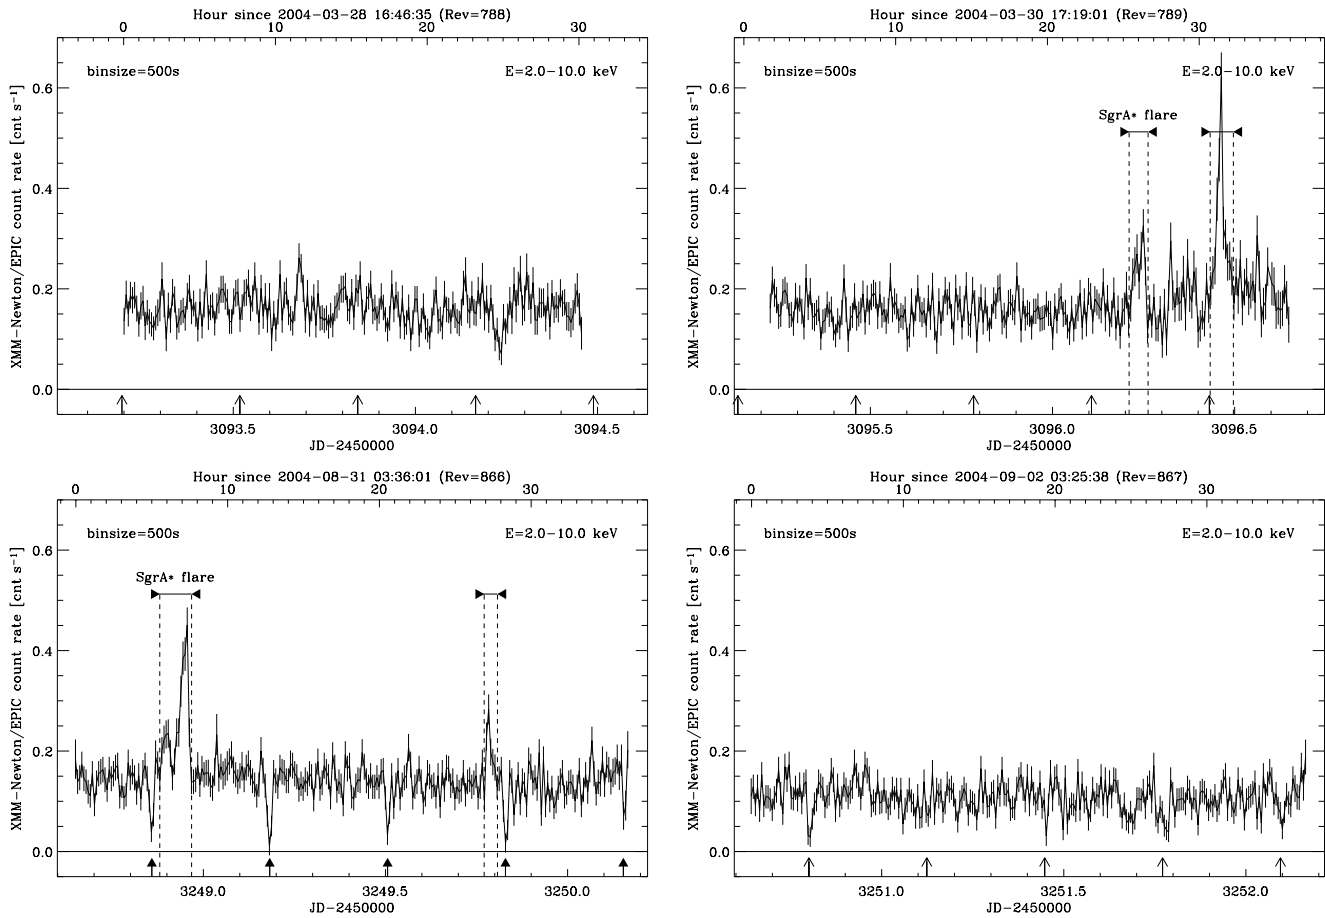 Hour since 2004-03-28 16:46:35 (Rev=788)
0 10 20 30
binsize=500s E=2.0-10.0 keV
XMM-Newton/EPIC count rate [cnt s⁻¹]
0.6
0.4
0.2
0.0
3093.5 3094.0 3094.5
JD-2450000
Hour since 2004-03-30 17:19:01 (Rev=789)
0 10 20 30
binsize=500s E=2.0-10.0 keV
SgrA* flare
XMM-Newton/EPIC count rate [cnt s⁻¹]
0.6
0.4
0.2
0.0
3095.5 3096.0 3096.5
JD-2450000
Hour since 2004-08-31 03:36:01 (Rev=866)
0 10 20 30
binsize=500s E=2.0-10.0 keV
SgrA* flare
XMM-Newton/EPIC count rate [cnt s⁻¹]
0.6
0.4
0.2
0.0
3249.0 3249.5 3250.0
JD-2450000
Hour since 2004-09-02 03:25:38 (Rev=867)
0 10 20 30
binsize=500s E=2.0-10.0 keV
XMM-Newton/EPIC count rate [cnt s⁻¹]
0.6
0.4
0.2
0.0
3251.0 3251.5 3252.0
JD-2450000